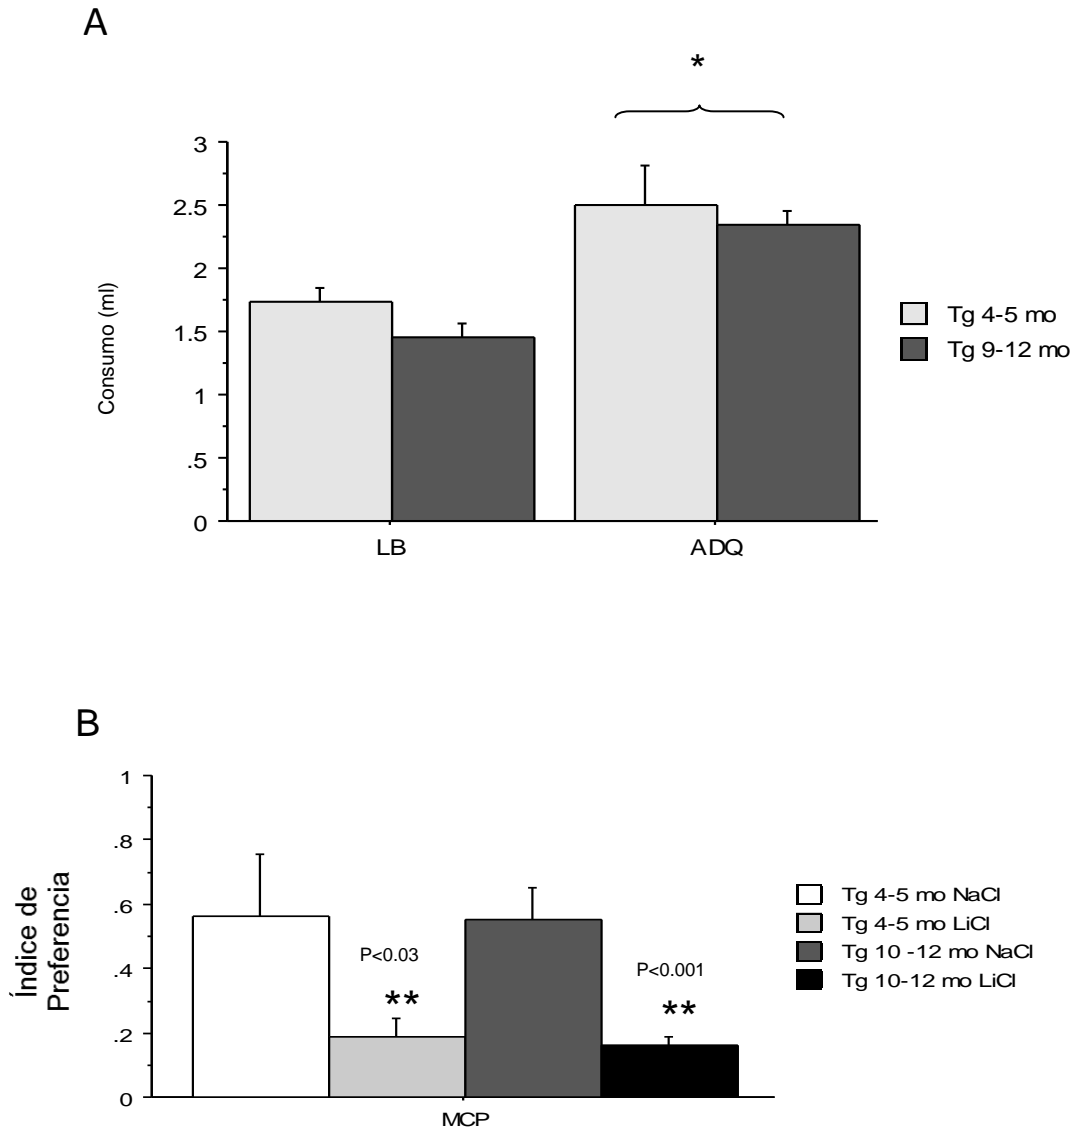 A
*
3
2.5
2
1.5
1
.5
0
Consumo (ml)
LB
ADQ
Tg 4-5 mo
Tg 9-12 mo
B
1
.8
.6
.4
.2
0
Índice de
Preferencia
P<0.03
**
P<0.001
**
MCP
Tg 4-5 mo NaCl
Tg 4-5 mo LiCl
Tg 10 -12 mo NaCl
Tg 10-12 mo LiCl